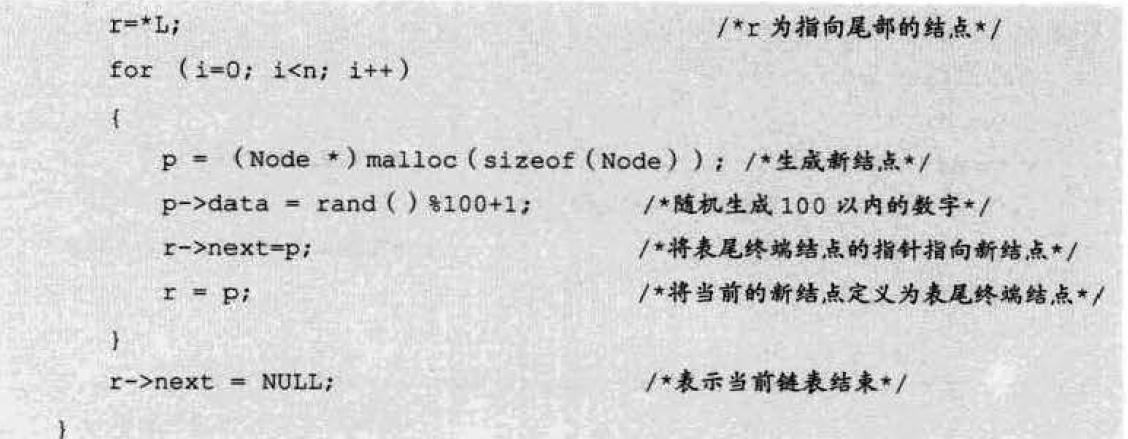 r=*L; /*r 为指向尾部的结点*/
for (i=0; i<n; i++)
{
p = (Node *)malloc(sizeof(Node)); /*生成新结点*/
p->data = rand()%100+1; /*随机生成 100 以内的数字*/
r->next=p; /*将表尾终端结点的指针指向新结点*/
r = p; /*将当前的新结点定义为表尾终端结点*/
}
r->next = NULL; /*表示当前链表结束*/
}